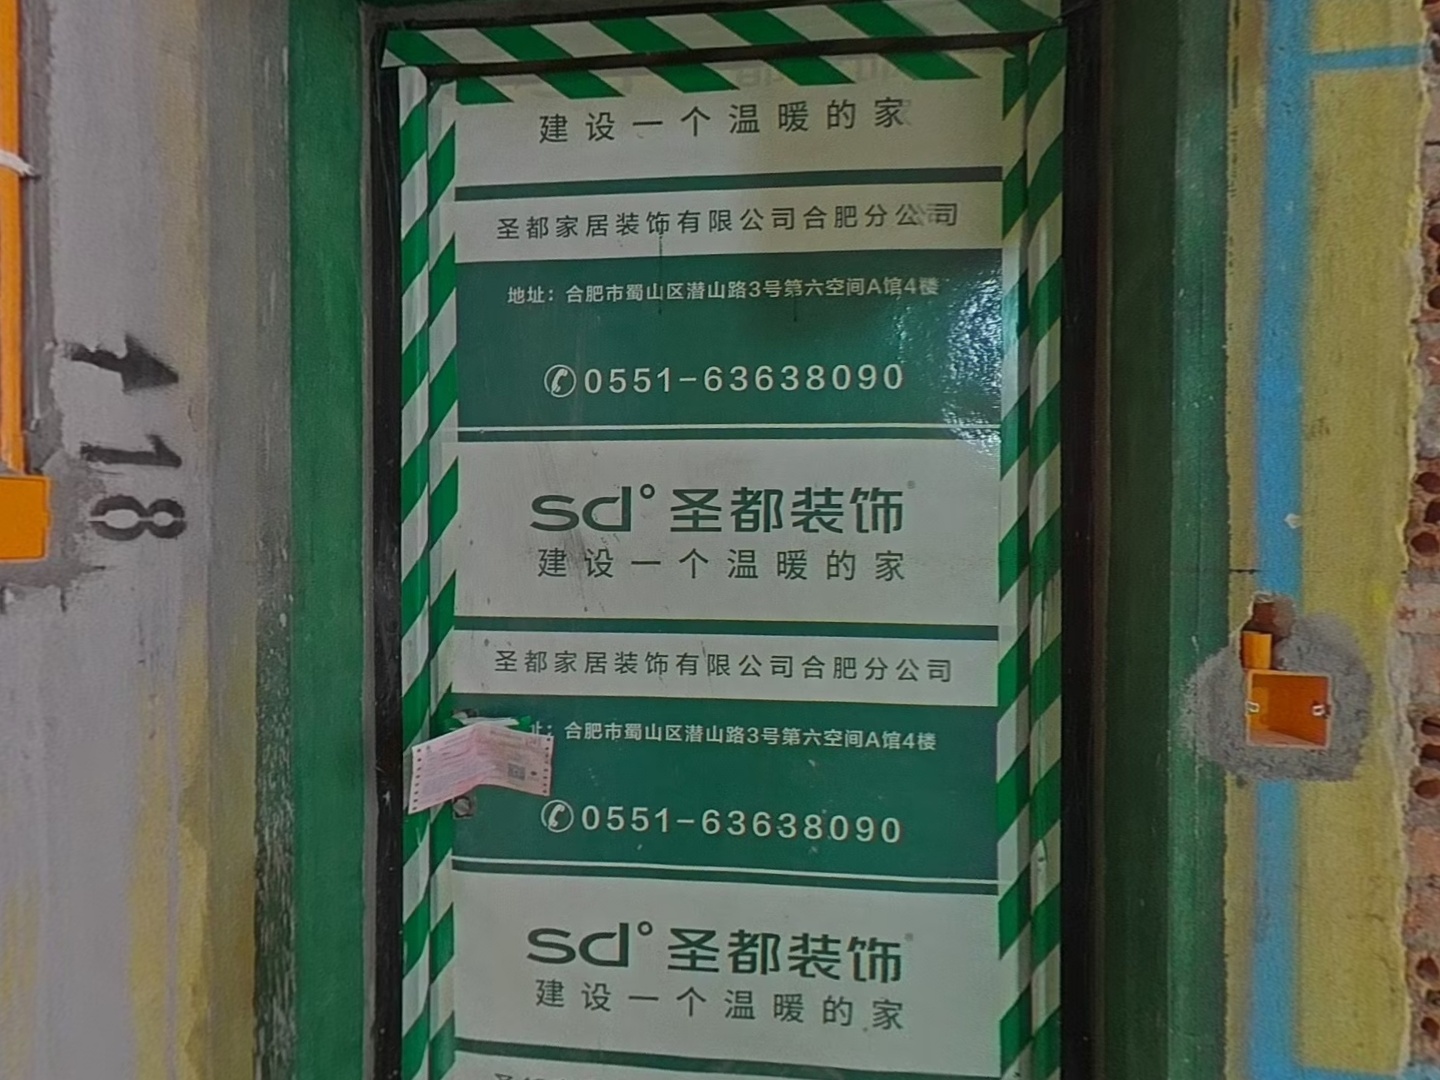 建设一个温暖的家
圣都家居装饰有限公司合肥分公司
地址：合肥市蜀山区潜山路3号第六空间A馆4楼
0551-63638090
sd°圣都装饰
建设一个温暖的家
圣都家居装饰有限公司合肥分公司
址：合肥市蜀山区潜山路3号第六空间A馆4楼
0551-63638090
sd°圣都装饰
建设一个温暖的家
18